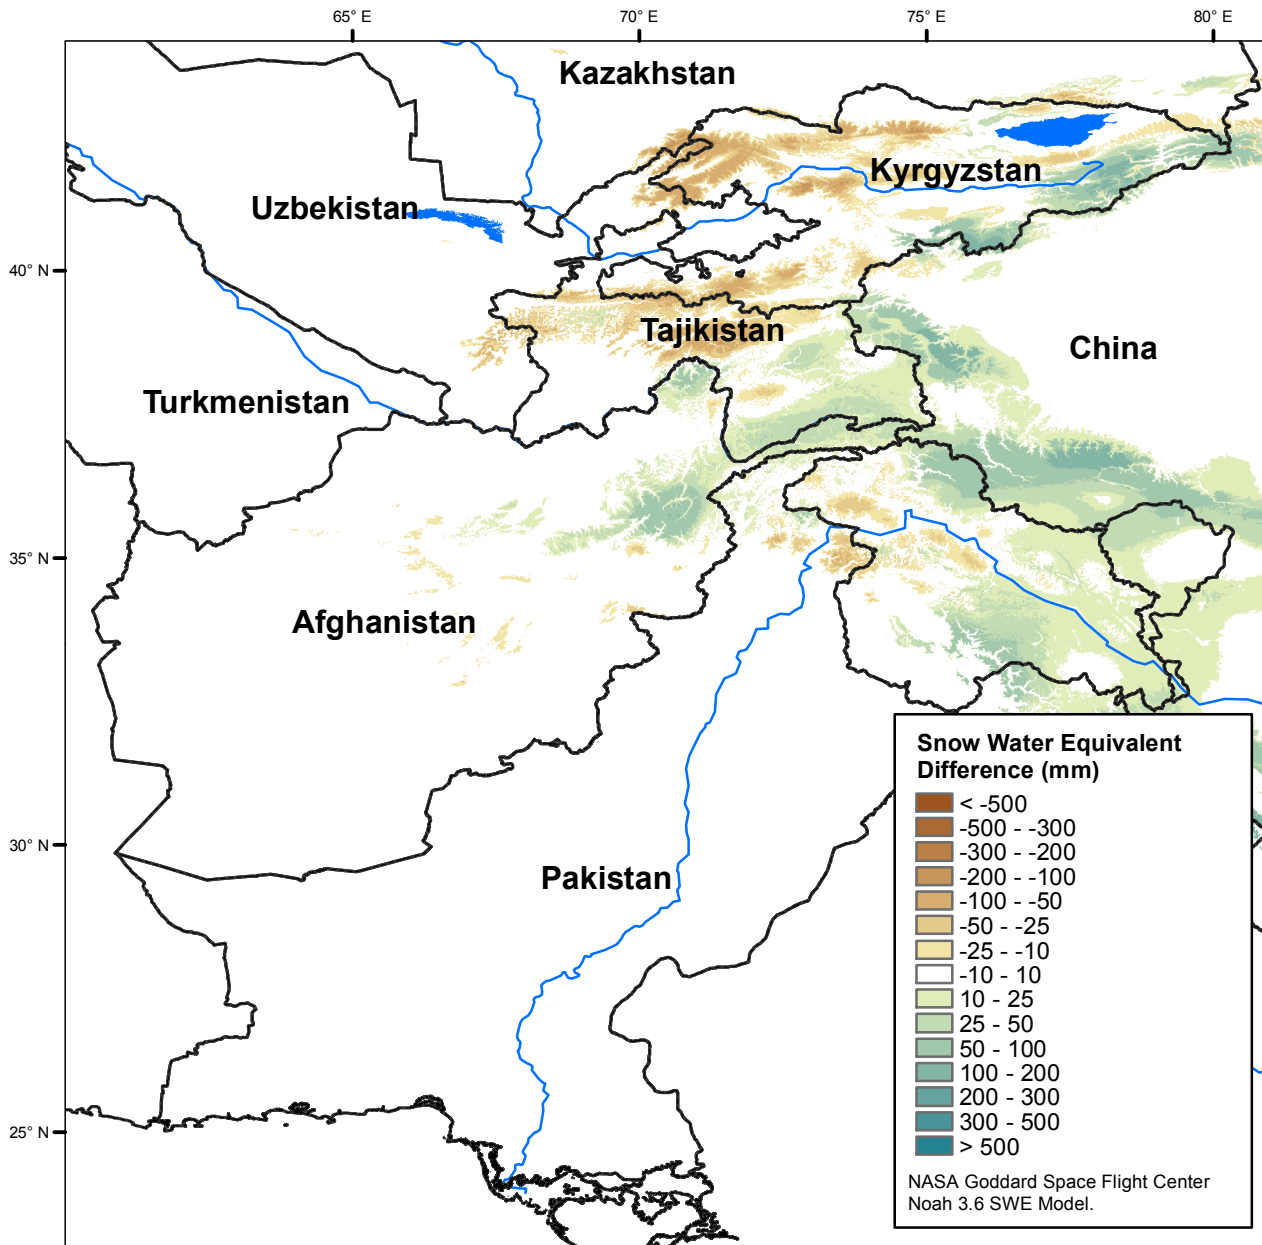 65° E
70° E
75° E
80° E
Kazakhstan
Kyrgyzstan
Uzbekistan
40° N
Tajikistan
China
Turkmenistan
35° N
Afghanistan
Snow Water Equivalent
Difference (mm)
< -500
-500 - -300
-300 - -200
-200 - -100
-100 - -50
-50 - -25
-25 - -10
-10 - 10
10 - 25
25 - 50
50 - 100
100 - 200
200 - 300
300 - 500
> 500
NASA Goddard Space Flight Center
Noah 3.6 SWE Model.
30° N
Pakistan
25° N